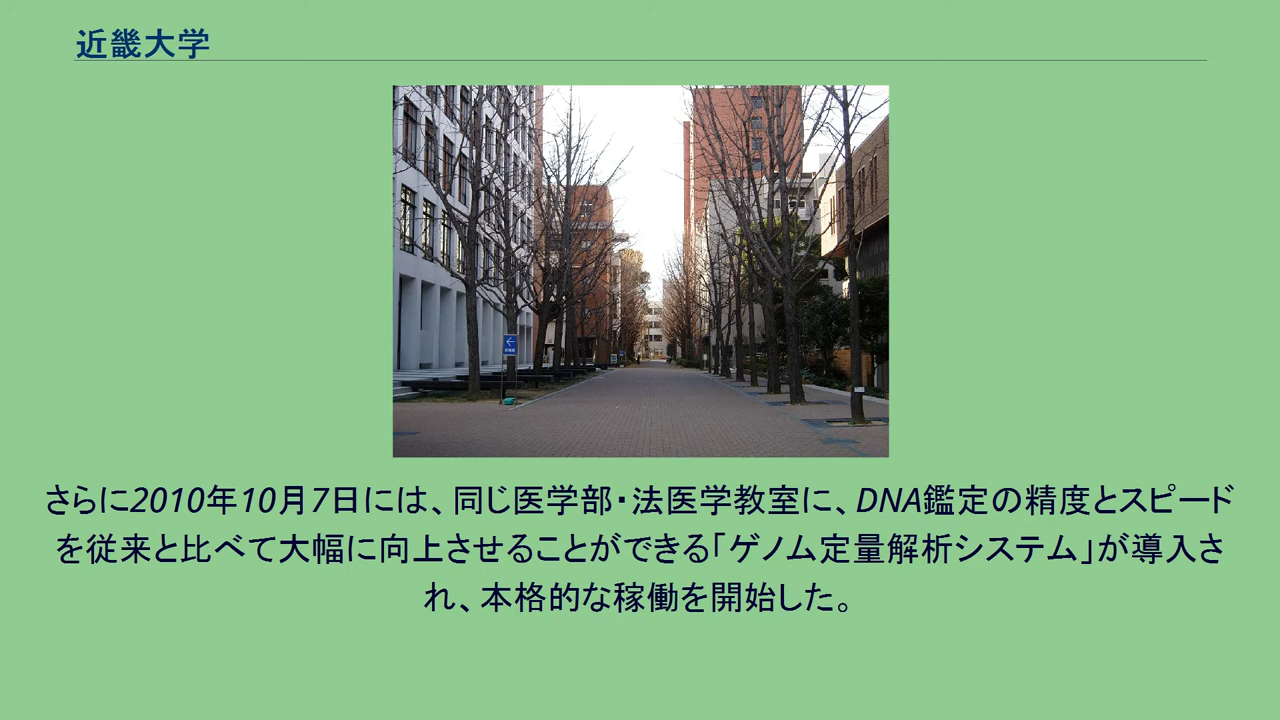 近畿大学
さらに2010年10月7日には、同じ医学部・法医学教室に、DNA鑑定の精度とスピード
を従来と比べて大幅に向上させることができる「ゲノム定量解析システム」が導入さ
れ、本格的な稼働を開始した。